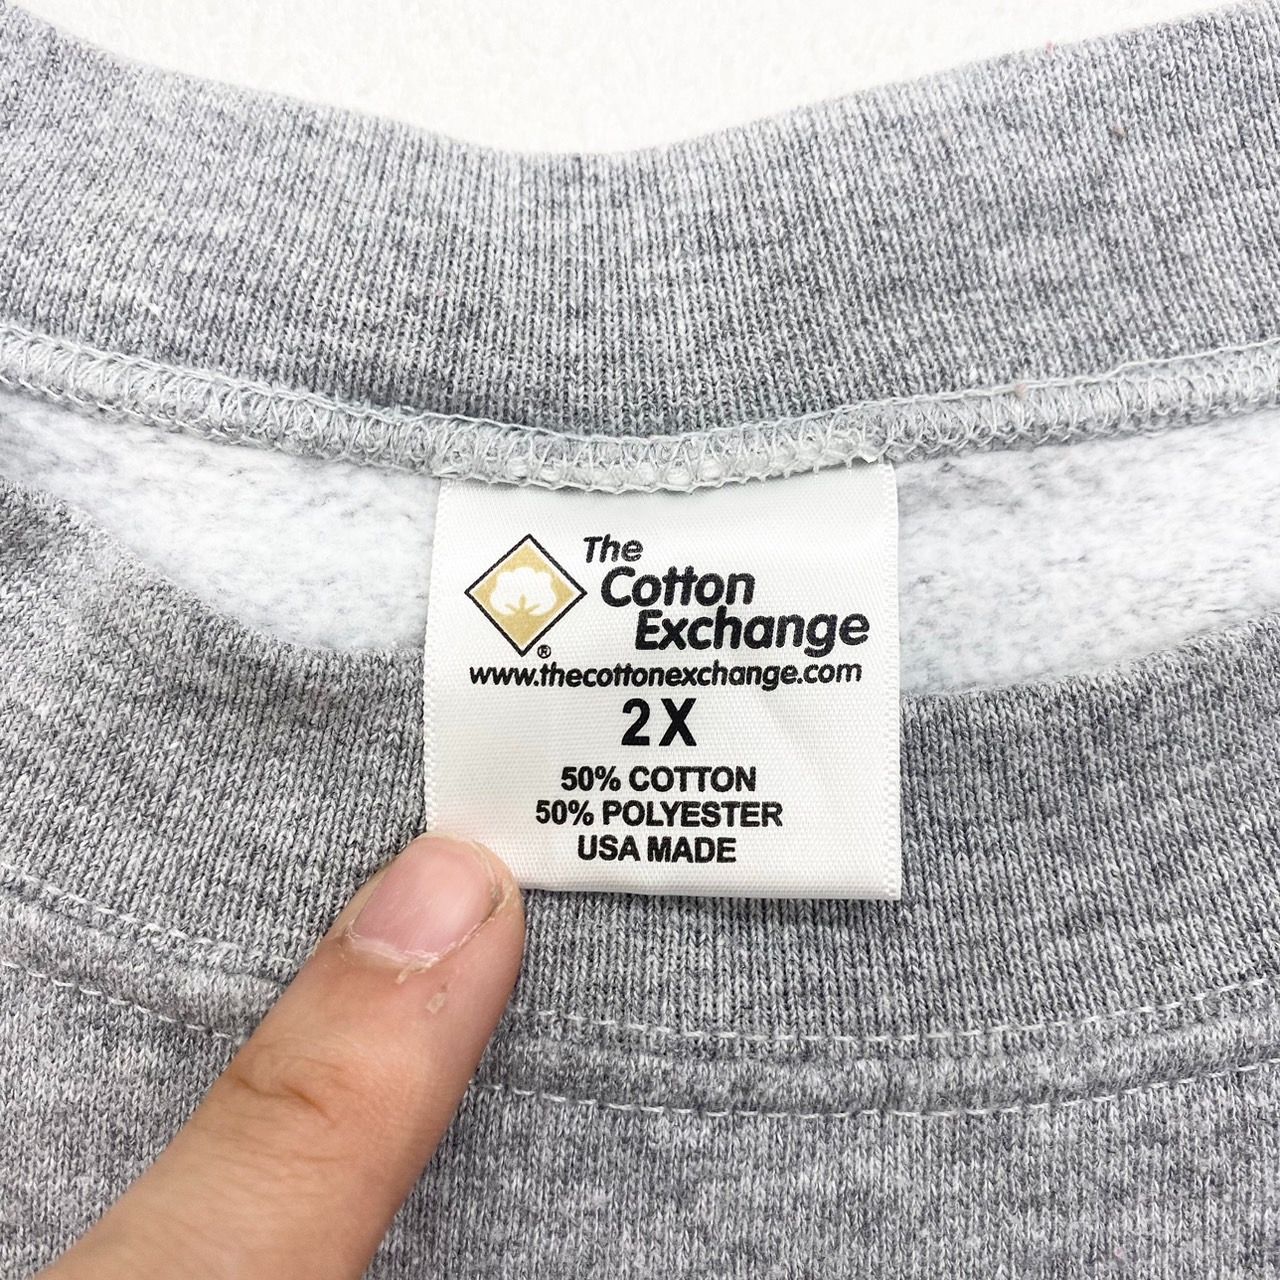 The
Cotton
Exchange
®
www.thecottonexchange.com
2X
50% COTTON
50% POLYESTER
USA MADE